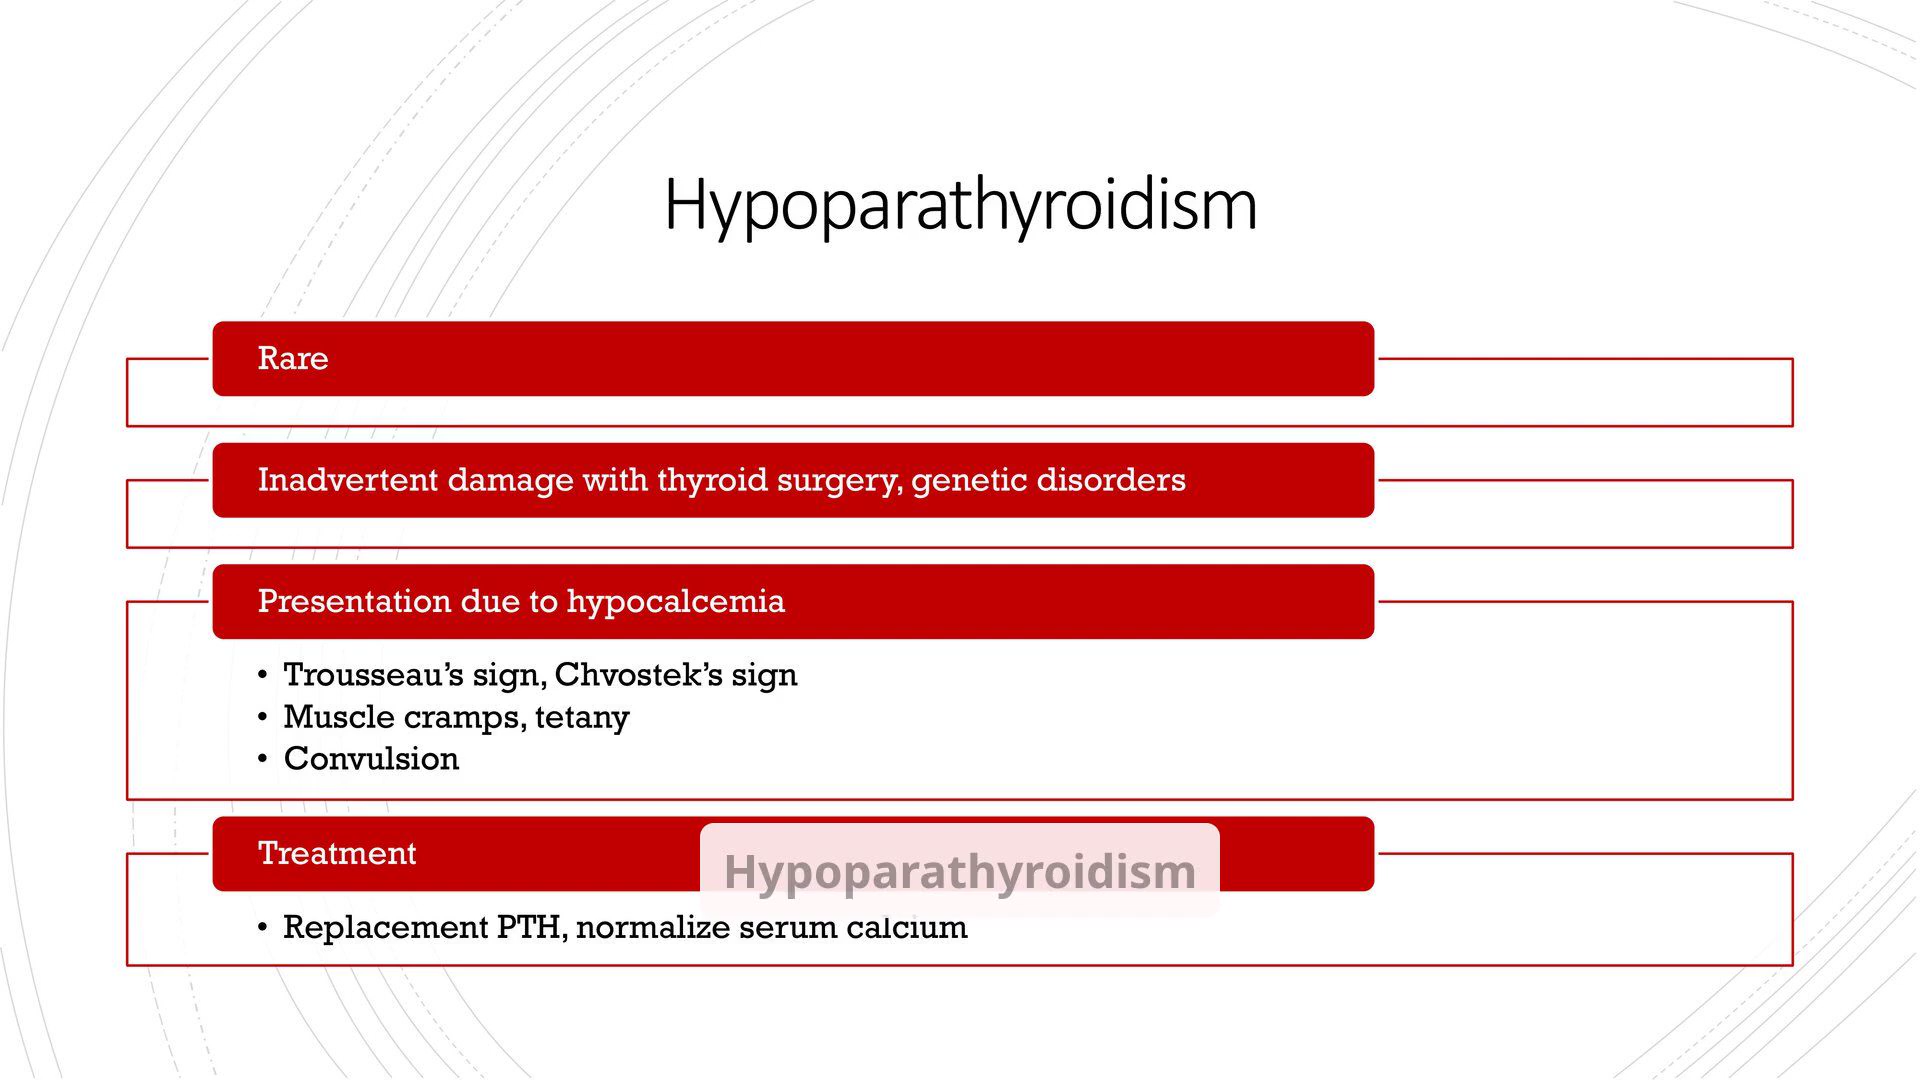 Hypoparathyroidism
Rare
Inadvertent damage with thyroid surgery, genetic disorders
Presentation due to hypocalcemia
• Trousseau’s sign, Chvostek’s sign
• Muscle cramps, tetany
• Convulsion
Treatment
Hypoparathyroidism
• Replacement PTH, normalize serum calcium